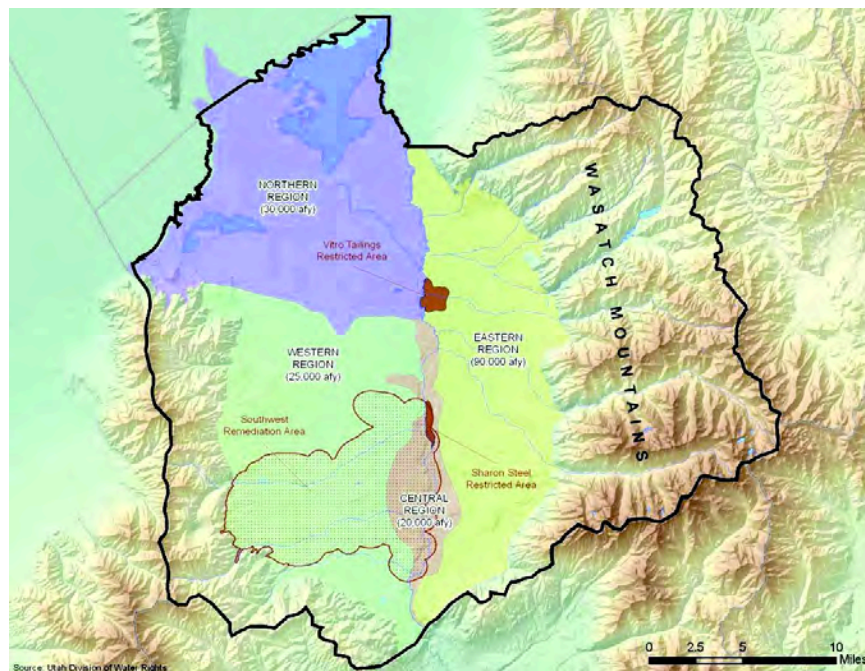 NORTHERN
REGION
(30,000 afy)
Vitro Tailings
Restricted Area
WASATCH MOUNTAINS
WESTERN
REGION
(25,000 afy)
EASTERN
REGION
(90,000 afy)
Southwest
Remediation Area
Sharon Steel
Restricted Area
CENTRAL
REGION
(20,000 afy)
0 2.5 5 10
Miles
Source: Utah Division of Water Rights